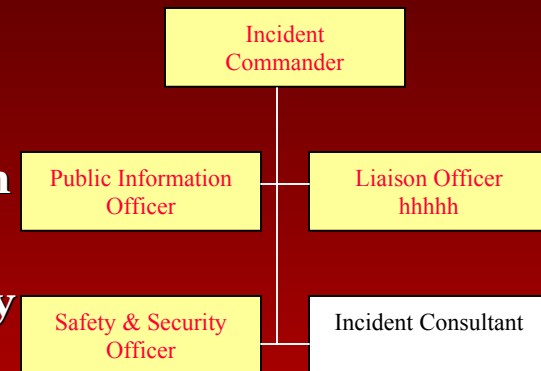 Incident
Commander
n
Public Information
Officer
Liaison Officer
hhhhh
y
Safety & Security
Officer
Incident Consultant